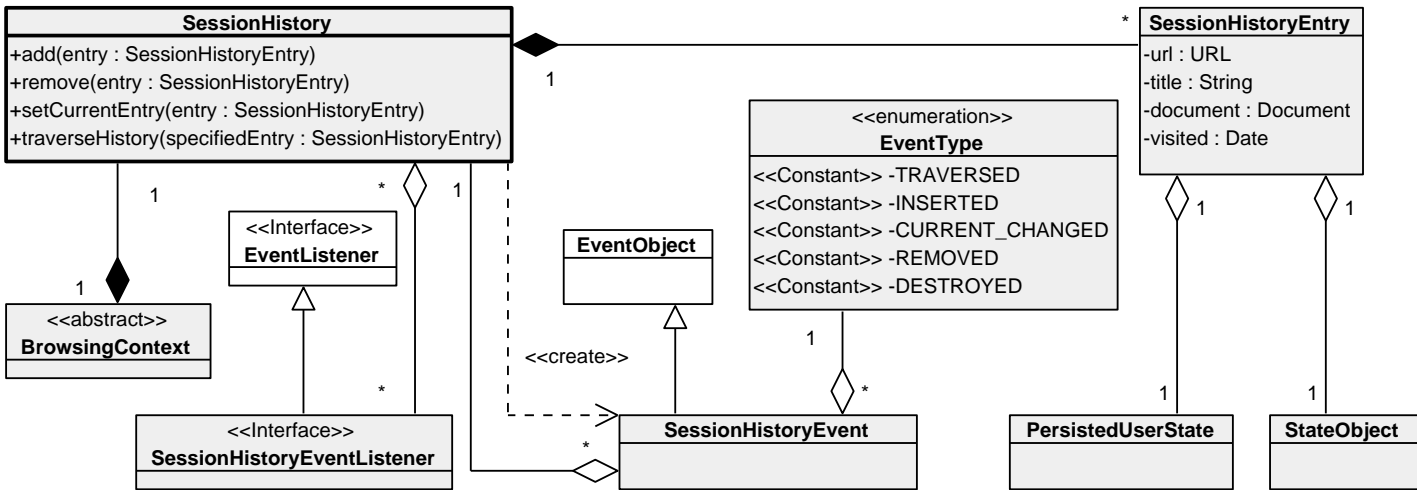 SessionHistory
+add(entry : SessionHistoryEntry)
+remove(entry : SessionHistoryEntry)
+setCurrentEntry(entry : SessionHistoryEntry)
+traverseHistory(specifiedEntry : SessionHistoryEntry)
1
*
SessionHistoryEntry
-url : URL
-title : String
-document : Document
-visited : Date
<<enumeration>>
EventType
<<Constant>> -TRAVERSED
<<Constant>> -INSERTED
<<Constant>> -CURRENT_CHANGED
<<Constant>> -REMOVED
<<Constant>> -DESTROYED
1
*
1
1
1
<<Interface>>
EventListener
EventObject
1
<<abstract>>
BrowsingContext
<<create>>
1
*
*
1
1
<<Interface>>
SessionHistoryEventListener
*
SessionHistoryEvent
PersistedUserState
StateObject